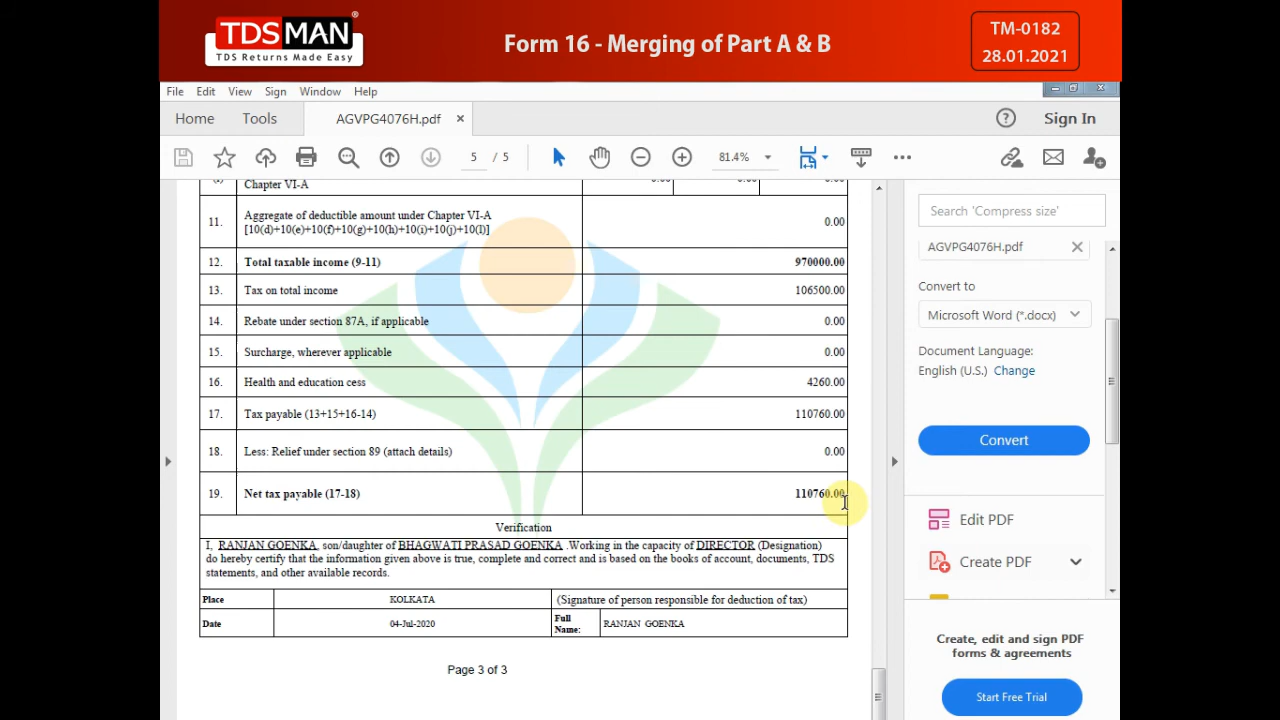 TDSMAN®
TDS Returns Made Easy
Form 16 - Merging of Part A & B
TM-0182
28.01.2021
File Edit View Sign Window Help
Home Tools AGVPG4076H.pdf × Sign In
5 / 5 81.4%
Chapter VI-A
11. Aggregate of deductible amount under Chapter VI-A 0.00
[10(d)+10(e)+10(f)+10(g)+10(h)+10(i)+10(j)+10(l)]
12. Total taxable income (9-11) 970000.00
13. Tax on total income 106500.00
14. Rebate under section 87A, if applicable 0.00
15. Surcharge, wherever applicable 0.00
16. Health and education cess 4260.00
17. Tax payable (13+15+16-14) 110760.00
18. Less: Relief under section 89 (attach details) 0.00
19. Net tax payable (17-18) 110760.00
Verification
I, RANJAN GOENKA, son/daughter of BHAGWATI PRASAD GOENKA .Working in the capacity of DIRECTOR (Designation)
do hereby certify that the information given above is true, complete and correct and is based on the books of account, documents, TDS
statements, and other available records.
Place KOLKATA (Signature of person responsible for deduction of tax)
Date 04-Jul-2020 Full Name: RANJAN GOENKA
Page 3 of 3
Search 'Compress size'
AGVPG4076H.pdf
Convert to
Microsoft Word (*.docx)
Document Language:
English (U.S.) Change
Convert
Edit PDF
Create PDF
Create, edit and sign PDF
forms & agreements
Start Free Trial